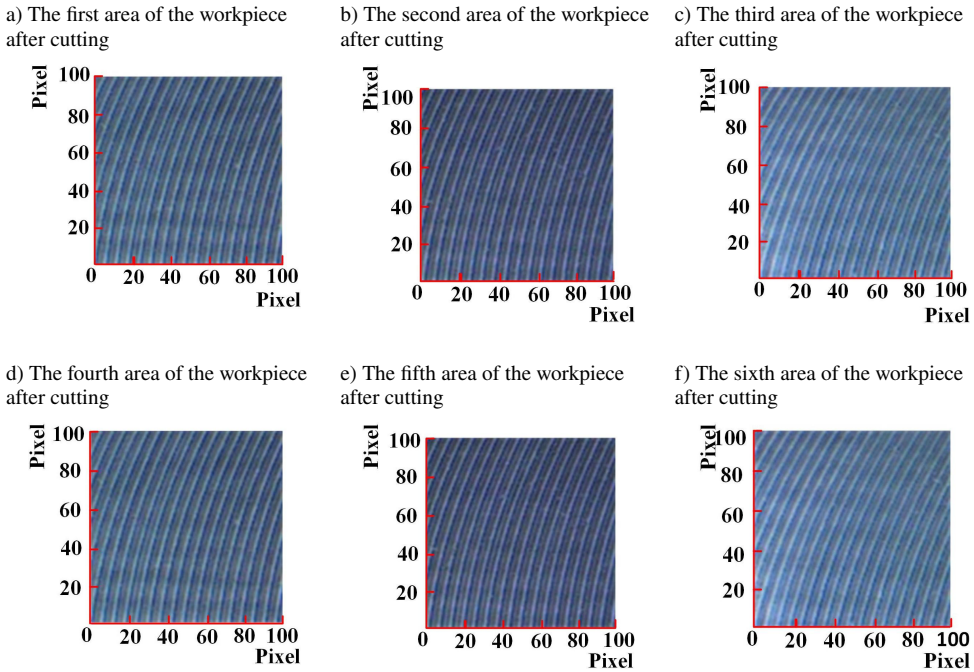 a) The first area of the workpiece
after cutting
b) The second area of the workpiece
after cutting
c) The third area of the workpiece
after cutting
Pixel
100
80
60
40
20
0 20 40 60 80 100
Pixel
Pixel
100
80
60
40
20
0 20 40 60 80 100
Pixel
Pixel
100
80
60
40
20
0 20 40 60 80 100
Pixel
d) The fourth area of the workpiece
after cutting
e) The fifth area of the workpiece
after cutting
f) The sixth area of the workpiece
after cutting
Pixel
100
80
60
40
20
0 20 40 60 80 100
Pixel
Pixel
100
80
60
40
20
0 20 40 60 80 100
Pixel
Pixel
100
80
60
40
20
0 20 40 60 80 100
Pixel